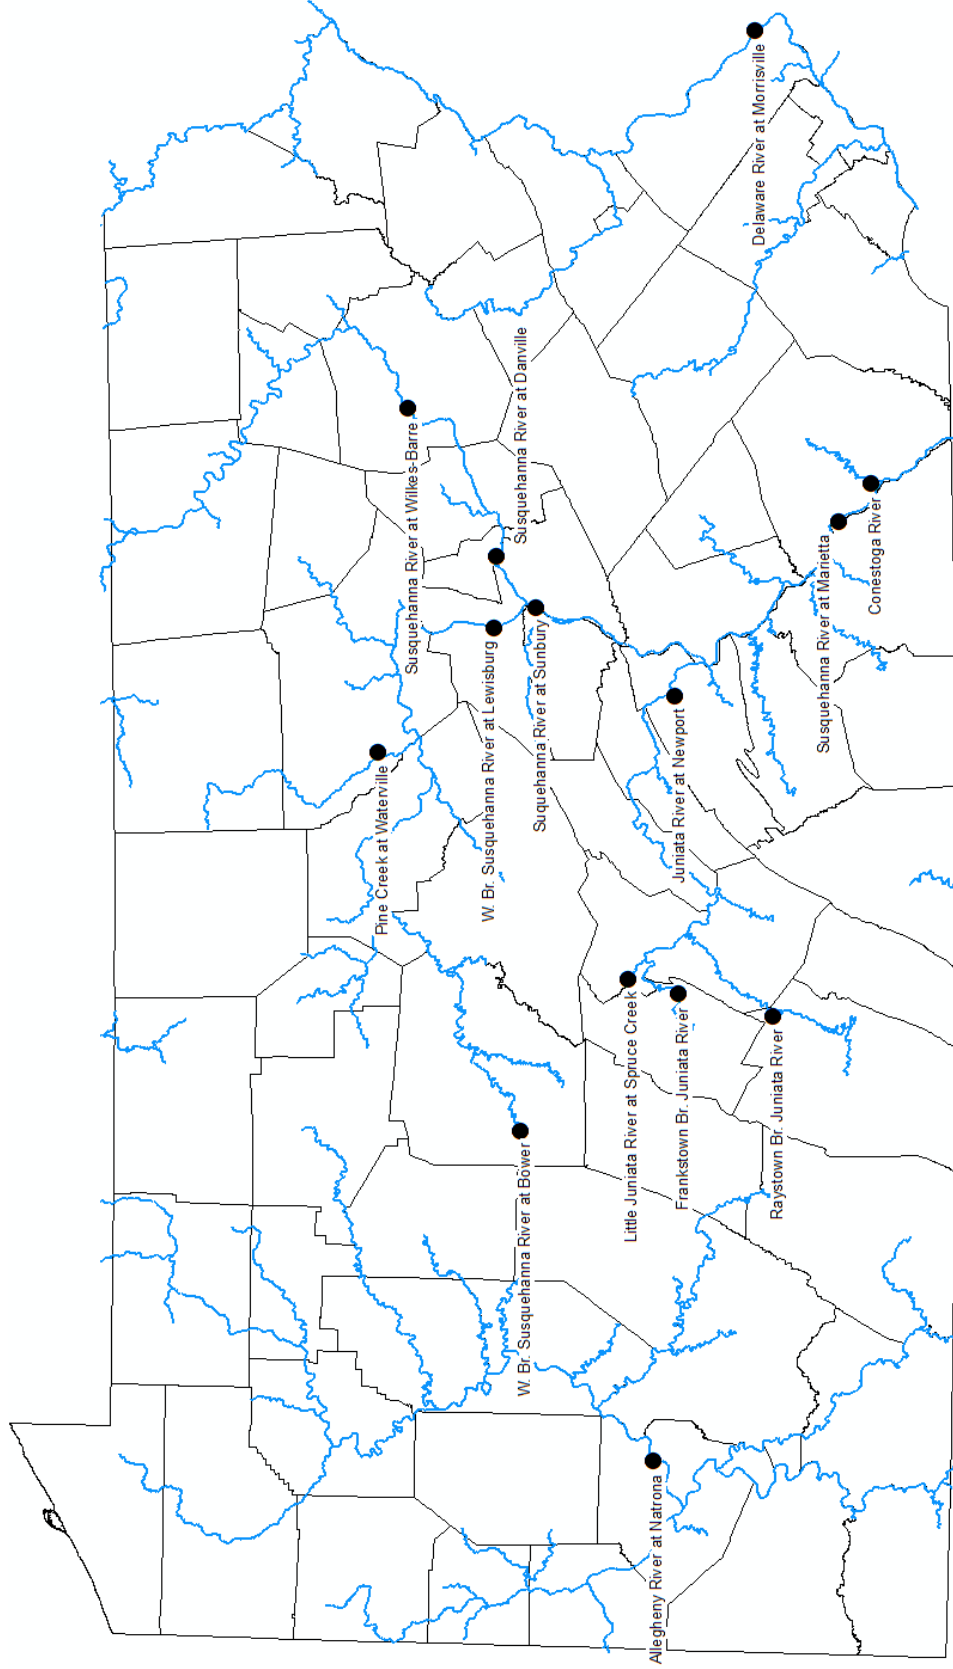 Delaware River at Morrisville
Susquehanna River at Danville
Susquehanna River at Wilkes-Barre
Conestoga River
Susquehanna River at Marietta
Suquehanna River at Sunbury
W. Br. Susquehanna River at Lewisburg
Juniata River at Newport
Pine Creek at Waterville
Little Juniata River at Spruce Creek
Frankstown Br. Juniata River
Raystown Br. Juniata River
W. Br. Susquehanna River at Bower
Allegheny River at Natrona